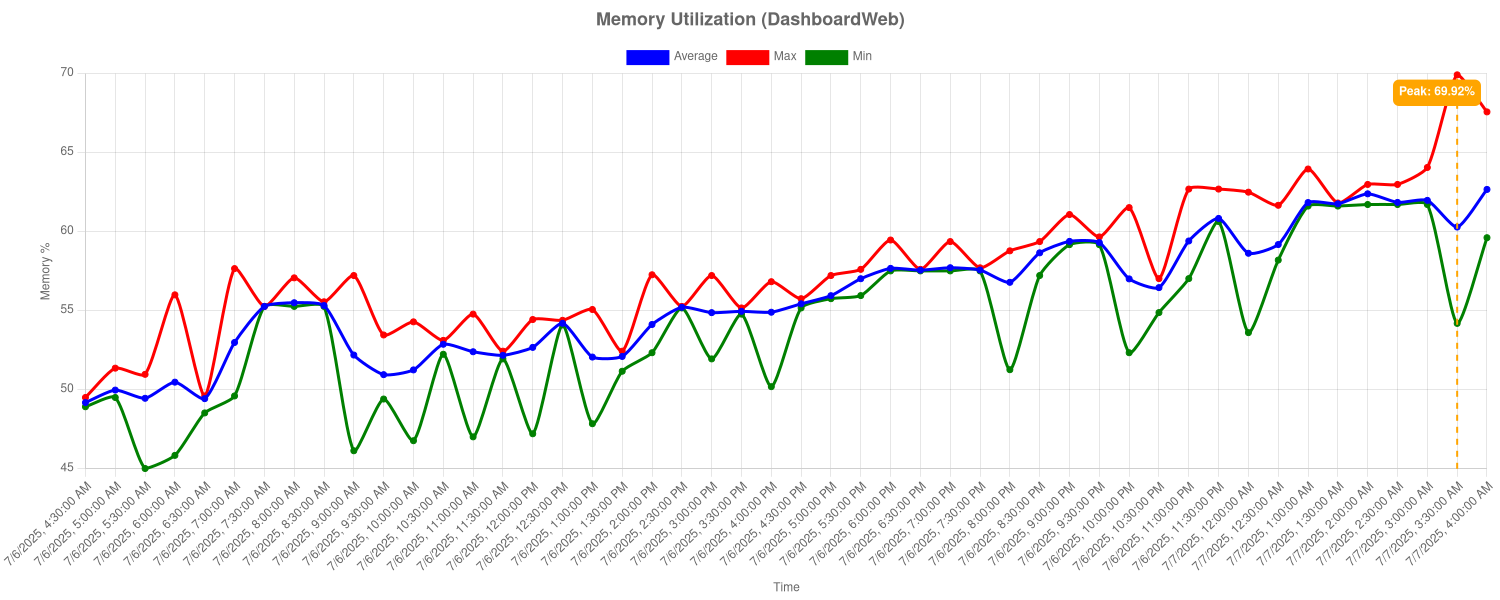 Memory Utilization (DashboardWeb)
Average Max Min
70
Peak: 69.92%
65
60
55
50
45
Memory %
7/6/2025, 4:30:00 AM
7/6/2025, 5:00:00 AM
7/6/2025, 5:30:00 AM
7/6/2025, 6:00:00 AM
7/6/2025, 6:30:00 AM
7/6/2025, 7:00:00 AM
7/6/2025, 7:30:00 AM
7/6/2025, 8:00:00 AM
7/6/2025, 8:30:00 AM
7/6/2025, 9:00:00 AM
7/6/2025, 9:30:00 AM
7/6/2025, 10:00:00 AM
7/6/2025, 10:30:00 AM
7/6/2025, 11:00:00 AM
7/6/2025, 11:30:00 AM
7/6/2025, 12:00:00 PM
7/6/2025, 12:30:00 PM
7/6/2025, 1:00:00 PM
7/6/2025, 1:30:00 PM
7/6/2025, 2:00:00 PM
7/6/2025, 2:30:00 PM
7/6/2025, 3:00:00 PM
7/6/2025, 3:30:00 PM
7/6/2025, 4:00:00 PM
7/6/2025, 4:30:00 PM
7/6/2025, 5:00:00 PM
7/6/2025, 5:30:00 PM
7/6/2025, 6:00:00 PM
7/6/2025, 6:30:00 PM
7/6/2025, 7:00:00 PM
7/6/2025, 7:30:00 PM
7/6/2025, 8:00:00 PM
7/6/2025, 8:30:00 PM
7/6/2025, 9:00:00 PM
7/6/2025, 9:30:00 PM
7/6/2025, 10:00:00 PM
7/6/2025, 10:30:00 PM
7/6/2025, 11:00:00 PM
7/6/2025, 11:30:00 PM
7/7/2025, 12:00:00 AM
7/7/2025, 12:30:00 AM
7/7/2025, 1:00:00 AM
7/7/2025, 1:30:00 AM
7/7/2025, 2:00:00 AM
7/7/2025, 2:30:00 AM
7/7/2025, 3:00:00 AM
7/7/2025, 3:30:00 AM
7/7/2025, 4:00:00 AM
Time